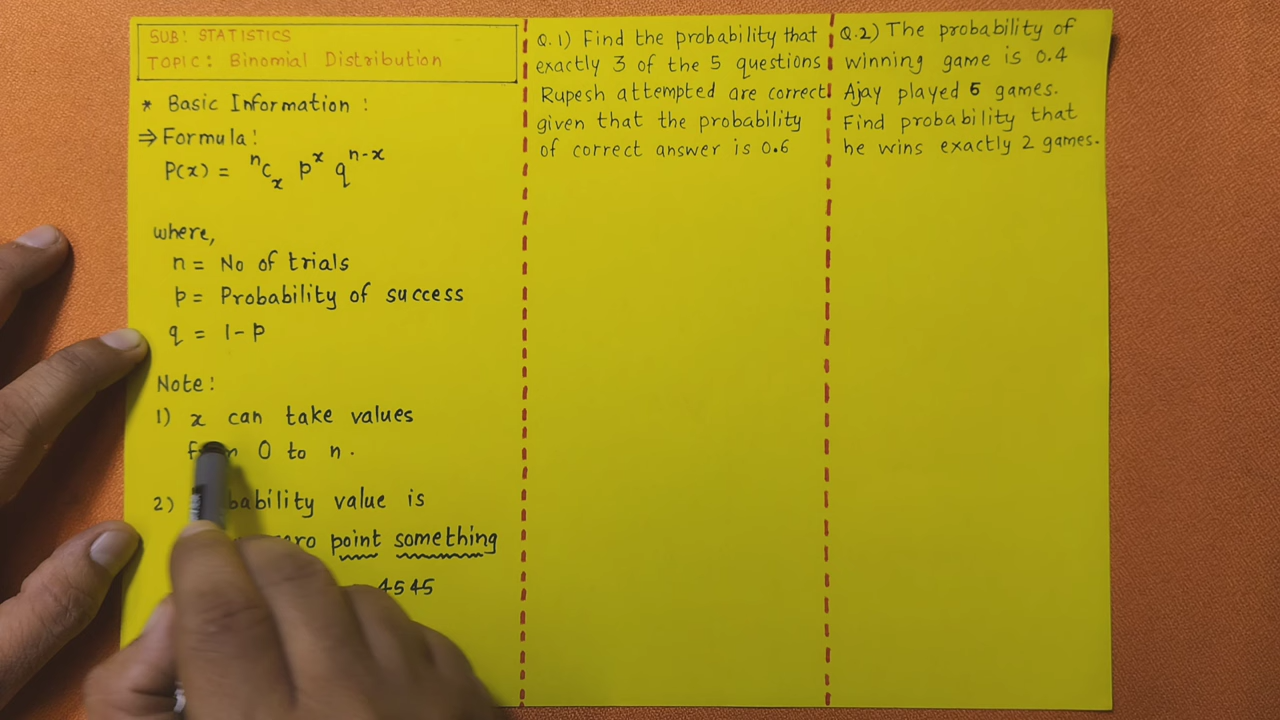 SUB: STATISTICS
TOPIC: Binomial Distribution
* Basic Information :
⇒ Formula:
P(x) = ⁿCₓ pˣ qⁿ⁻ˣ
where,
n = No of trials
p = Probability of success
q = 1-p
Note:
1) x can take values
0 to n.
2) value is
point something
4545
Q.1) Find the probability that
exactly 3 of the 5 questions
Rupesh attempted are correct
given that the probability
of correct answer is 0.6
Q.2) The probability of
winning game is 0.4
Ajay played 5 games.
Find probability that
he wins exactly 2 games.